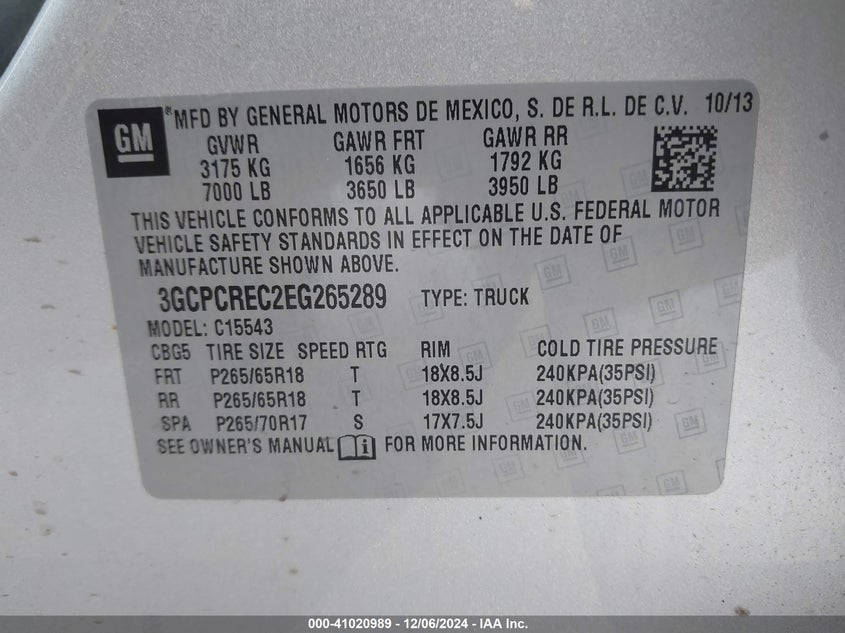 GM ® MFD BY GENERAL MOTORS DE MEXICO, S. DE R.L. DE C.V. 10/13
GVWR GAWR FRT GAWR RR
3175 KG 1656 KG 1792 KG
7000 LB 3650 LB 3950 LB
THIS VEHICLE CONFORMS TO ALL APPLICABLE U.S. FEDERAL MOTOR
VEHICLE SAFETY STANDARDS IN EFFECT ON THE DATE OF
MANUFACTURE SHOWN ABOVE.
3GCPCREC2EG265289 TYPE: TRUCK
MODEL: C15543
CBG5 TIRE SIZE SPEED RTG RIM COLD TIRE PRESSURE
FRT P265/65R18 T 18X8.5J 240KPA(35PSI)
RR P265/65R18 T 18X8.5J 240KPA(35PSI)
SPA P265/70R17 S 17X7.5J 240KPA(35PSI)
SEE OWNER'S MANUAL i FOR MORE INFORMATION.
000-41020989 - 12/06/2024 - IAA Inc.